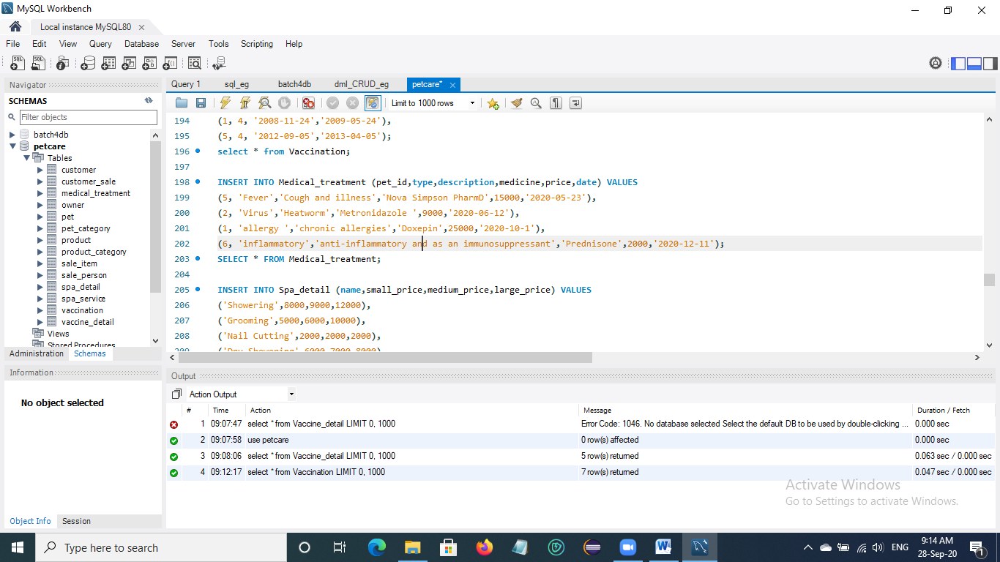 MySQL Workbench
Local instance MySQL80
File Edit View Query Database Server Tools Scripting Help
Navigator
SCHEMAS
Filter objects
batch4db
petcare
Tables
customer
customer_sale
medical_treatment
owner
pet
pet_category
product
product_category
sale_item
sale_person
spa_detail
spa_service
vaccination
vaccine_detail
Views
Stored Procedures
Administration Schemas
Information
No object selected
Object Info Session
Query 1 sql_eg batch4db dml_CRUD_eg petcare*
Limit to 1000 rows
194 (1, 4, '2008-11-24','2009-05-24'),
195 (5, 4, '2012-09-05','2013-04-05');
196 select * from Vaccination;
197
198 INSERT INTO Medical_treatment (pet_id,type,description,medicine,price,date) VALUES
199 (5, 'Fever','Cough and illness','Nova Simpson PharmD',15000,'2020-05-23'),
200 (2, 'Virus','Heatworm','Metronidazole ',9000,'2020-06-12'),
201 (1, 'allergy ','chronic allergies','Doxepin',25000,'2020-10-1'),
202 (6, 'inflammatory','anti-inflammatory and as an immunosuppressant','Prednisone',2000,'2020-12-11');
203 SELECT * FROM Medical_treatment;
204
205 INSERT INTO Spa_detail (name,small_price,medium_price,large_price) VALUES
206 ('Showering',8000,9000,12000),
207 ('Grooming',5000,6000,10000),
208 ('Nail Cutting',2000,2000,2000),
209 ('Dry Showering',6000,7000,8000)
Output
Action Output
# Time Action Message Duration / Fetch
1 09:07:47 select * from Vaccine_detail LIMIT 0, 1000 Error Code: 1046. No database selected Select the default DB to be used by double-clicking ... 0.000 sec
2 09:07:58 use petcare 0 row(s) affected 0.000 sec
3 09:08:06 select * from Vaccine_detail LIMIT 0, 1000 5 row(s) returned 0.063 sec / 0.000 sec
4 09:12:17 select * from Vaccination LIMIT 0, 1000 7 row(s) returned 0.047 sec / 0.000 sec
Activate Windows
Go to Settings to activate Windows.
Type here to search
ENG
9:14 AM
28-Sep-20
1